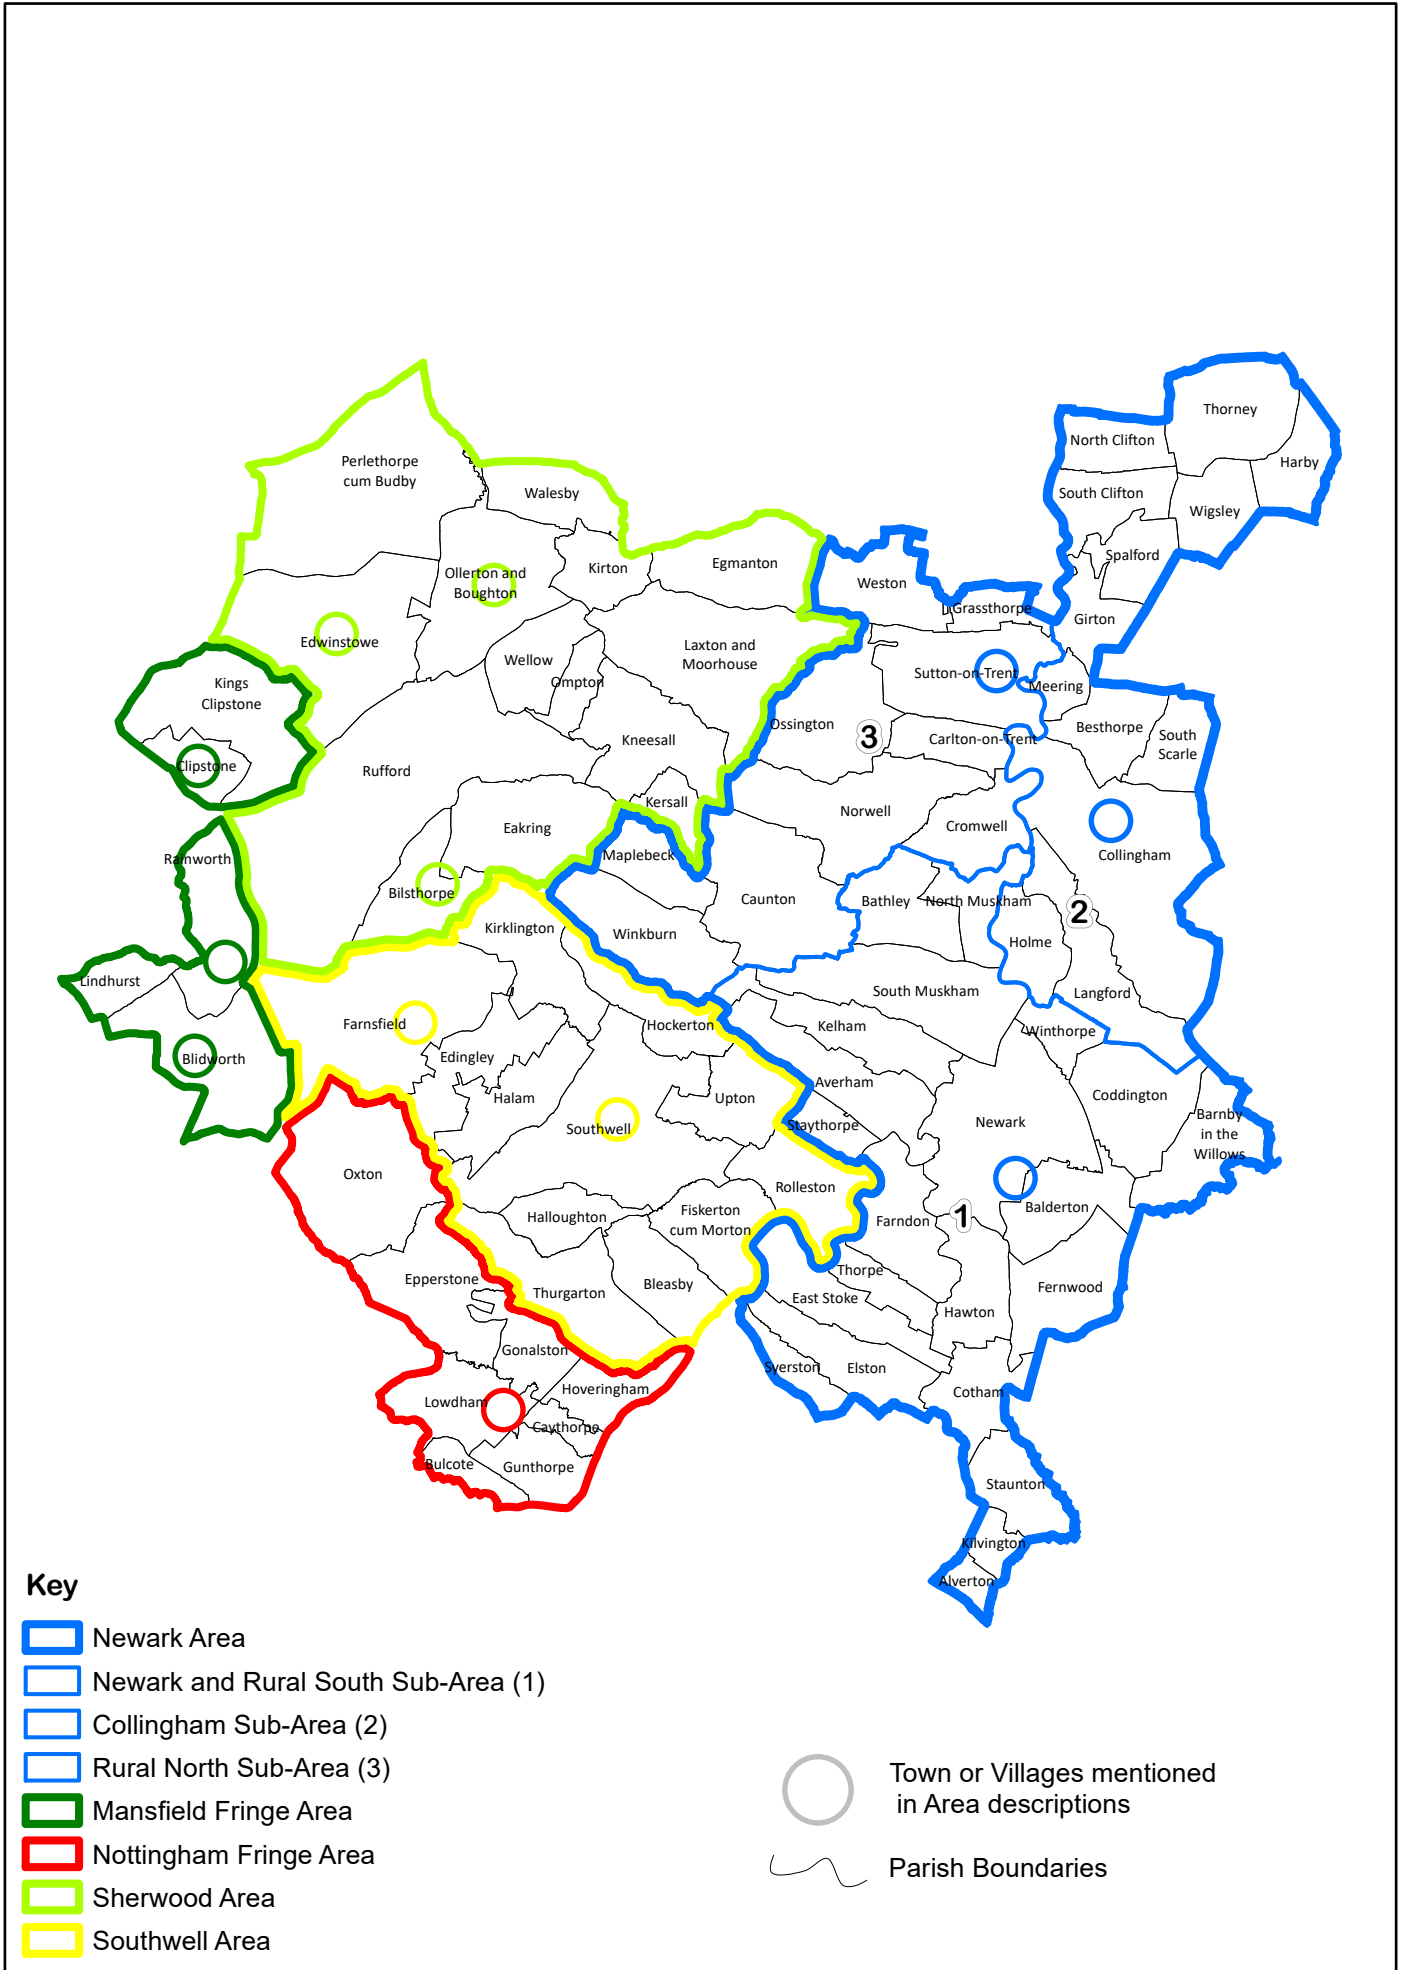 Thorney
North Clifton
Harby
Perlethorpe
cum Budby
Walesby
South Clifton
Wigsley
Spalford
Egmanton
Kirton
Ollerton and
Boughton
Weston
Grassthorpe
Girton
Edwinstowe
Laxton and
Moorhouse
Wellow
Ompton
Sutton-on-Trent
Meering
Kings
Clipstone
Ossington
3
Kneesall
Carlton-on-Trent
Besthorpe
South
Scarle
Clipstone
Rufford
Kersall
Norwell
Cromwell
Eakring
Maplebeck
Collingham
Rainworth
Bilsthorpe
Caunton
Bathley
North Muskham
2
Kirklington
Winkburn
Holme
Lindhurst
South Muskham
Langford
Farnsfield
Hockerton
Kelham
Winthorpe
Blidworth
Edingley
Averham
Halam
Upton
Coddington
Southwell
Staythorpe
Newark
Barnby
in the
Willows
Oxton
Rolleston
Halloughton
Fiskerton
cum Morton
Farndon
1
Balderton
Epperstone
Thurgarton
Bleasby
Thorpe
East Stoke
Fernwood
Hawton
Gonalston
Syerston
Elston
Cotham
Hoveringham
Lowdham
Caythorpe
Bulcote
Gunthorpe
Staunton
Kilvington
Alverton
Key
Newark Area
Newark and Rural South Sub-Area (1)
Collingham Sub-Area (2)
Rural North Sub-Area (3)
Mansfield Fringe Area
Nottingham Fringe Area
Sherwood Area
Southwell Area
Town or Villages mentioned
in Area descriptions
Parish Boundaries